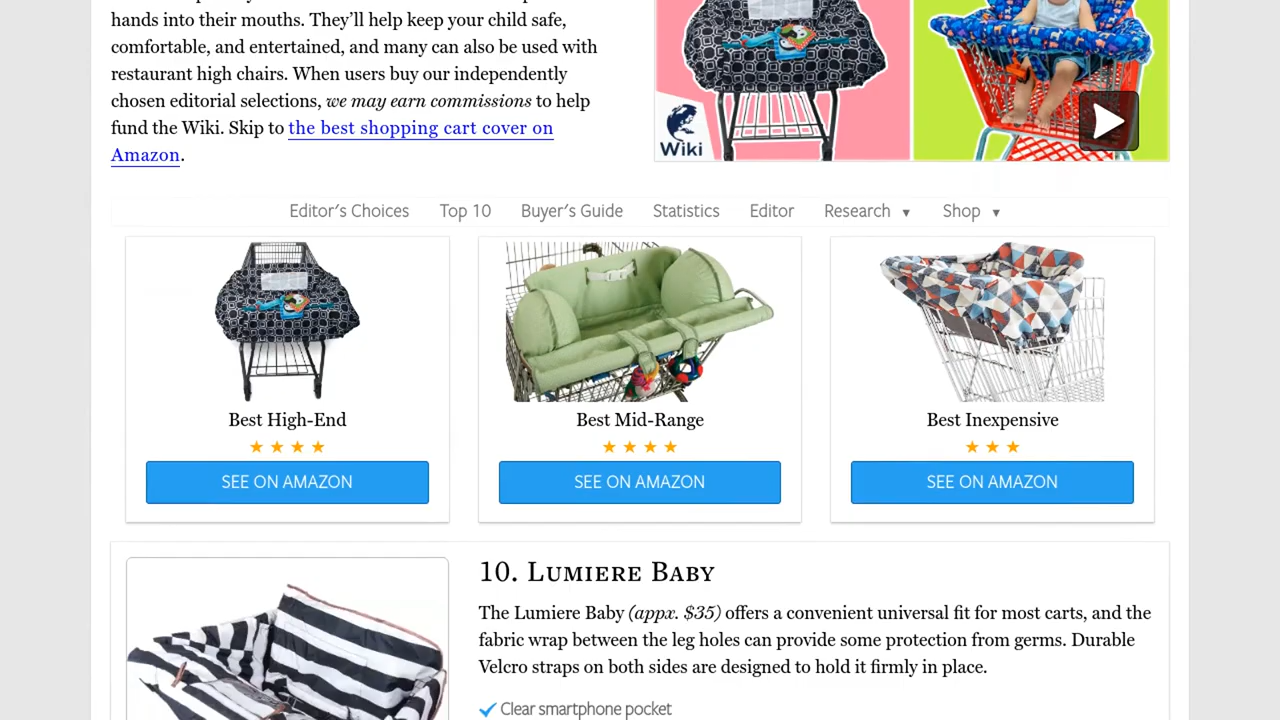 hands into their mouths. They'll help keep your child safe,
comfortable, and entertained, and many can also be used with
restaurant high chairs. When users buy our independently
chosen editorial selections, we may earn commissions to help
fund the Wiki. Skip to the best shopping cart cover on
Amazon.
Wiki
Editor's Choices Top 10 Buyer's Guide Statistics Editor Research ▼ Shop ▼
Best High-End
Best Mid-Range
Best Inexpensive
SEE ON AMAZON
SEE ON AMAZON
SEE ON AMAZON
10. Lumiere Baby
The Lumiere Baby (appx. $35) offers a convenient universal fit for most carts, and the
fabric wrap between the leg holes can provide some protection from germs. Durable
Velcro straps on both sides are designed to hold it firmly in place.
Clear smartphone pocket